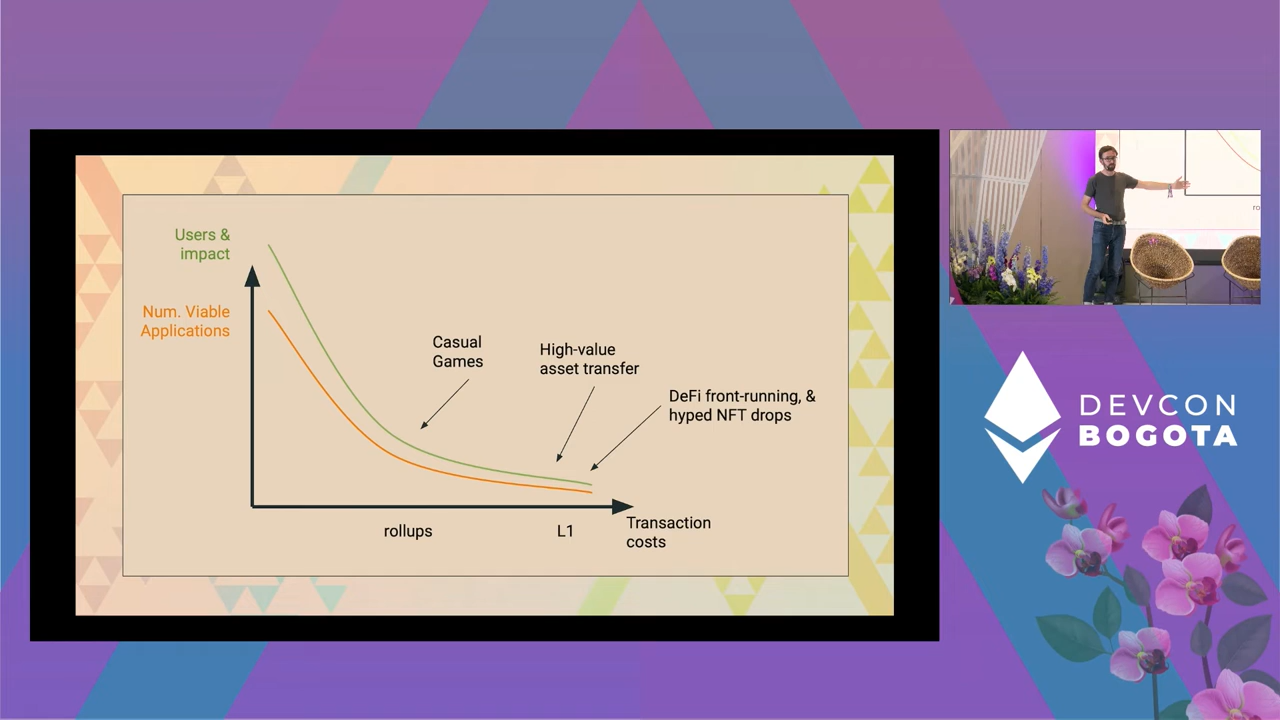 Users &
impact
Num. Viable
Applications
Casual
Games
High-value
asset transfer
DeFi front-running, &
hyped NFT drops
rollups
L1
Transaction
costs
DEVCON
BOGOTA
ro